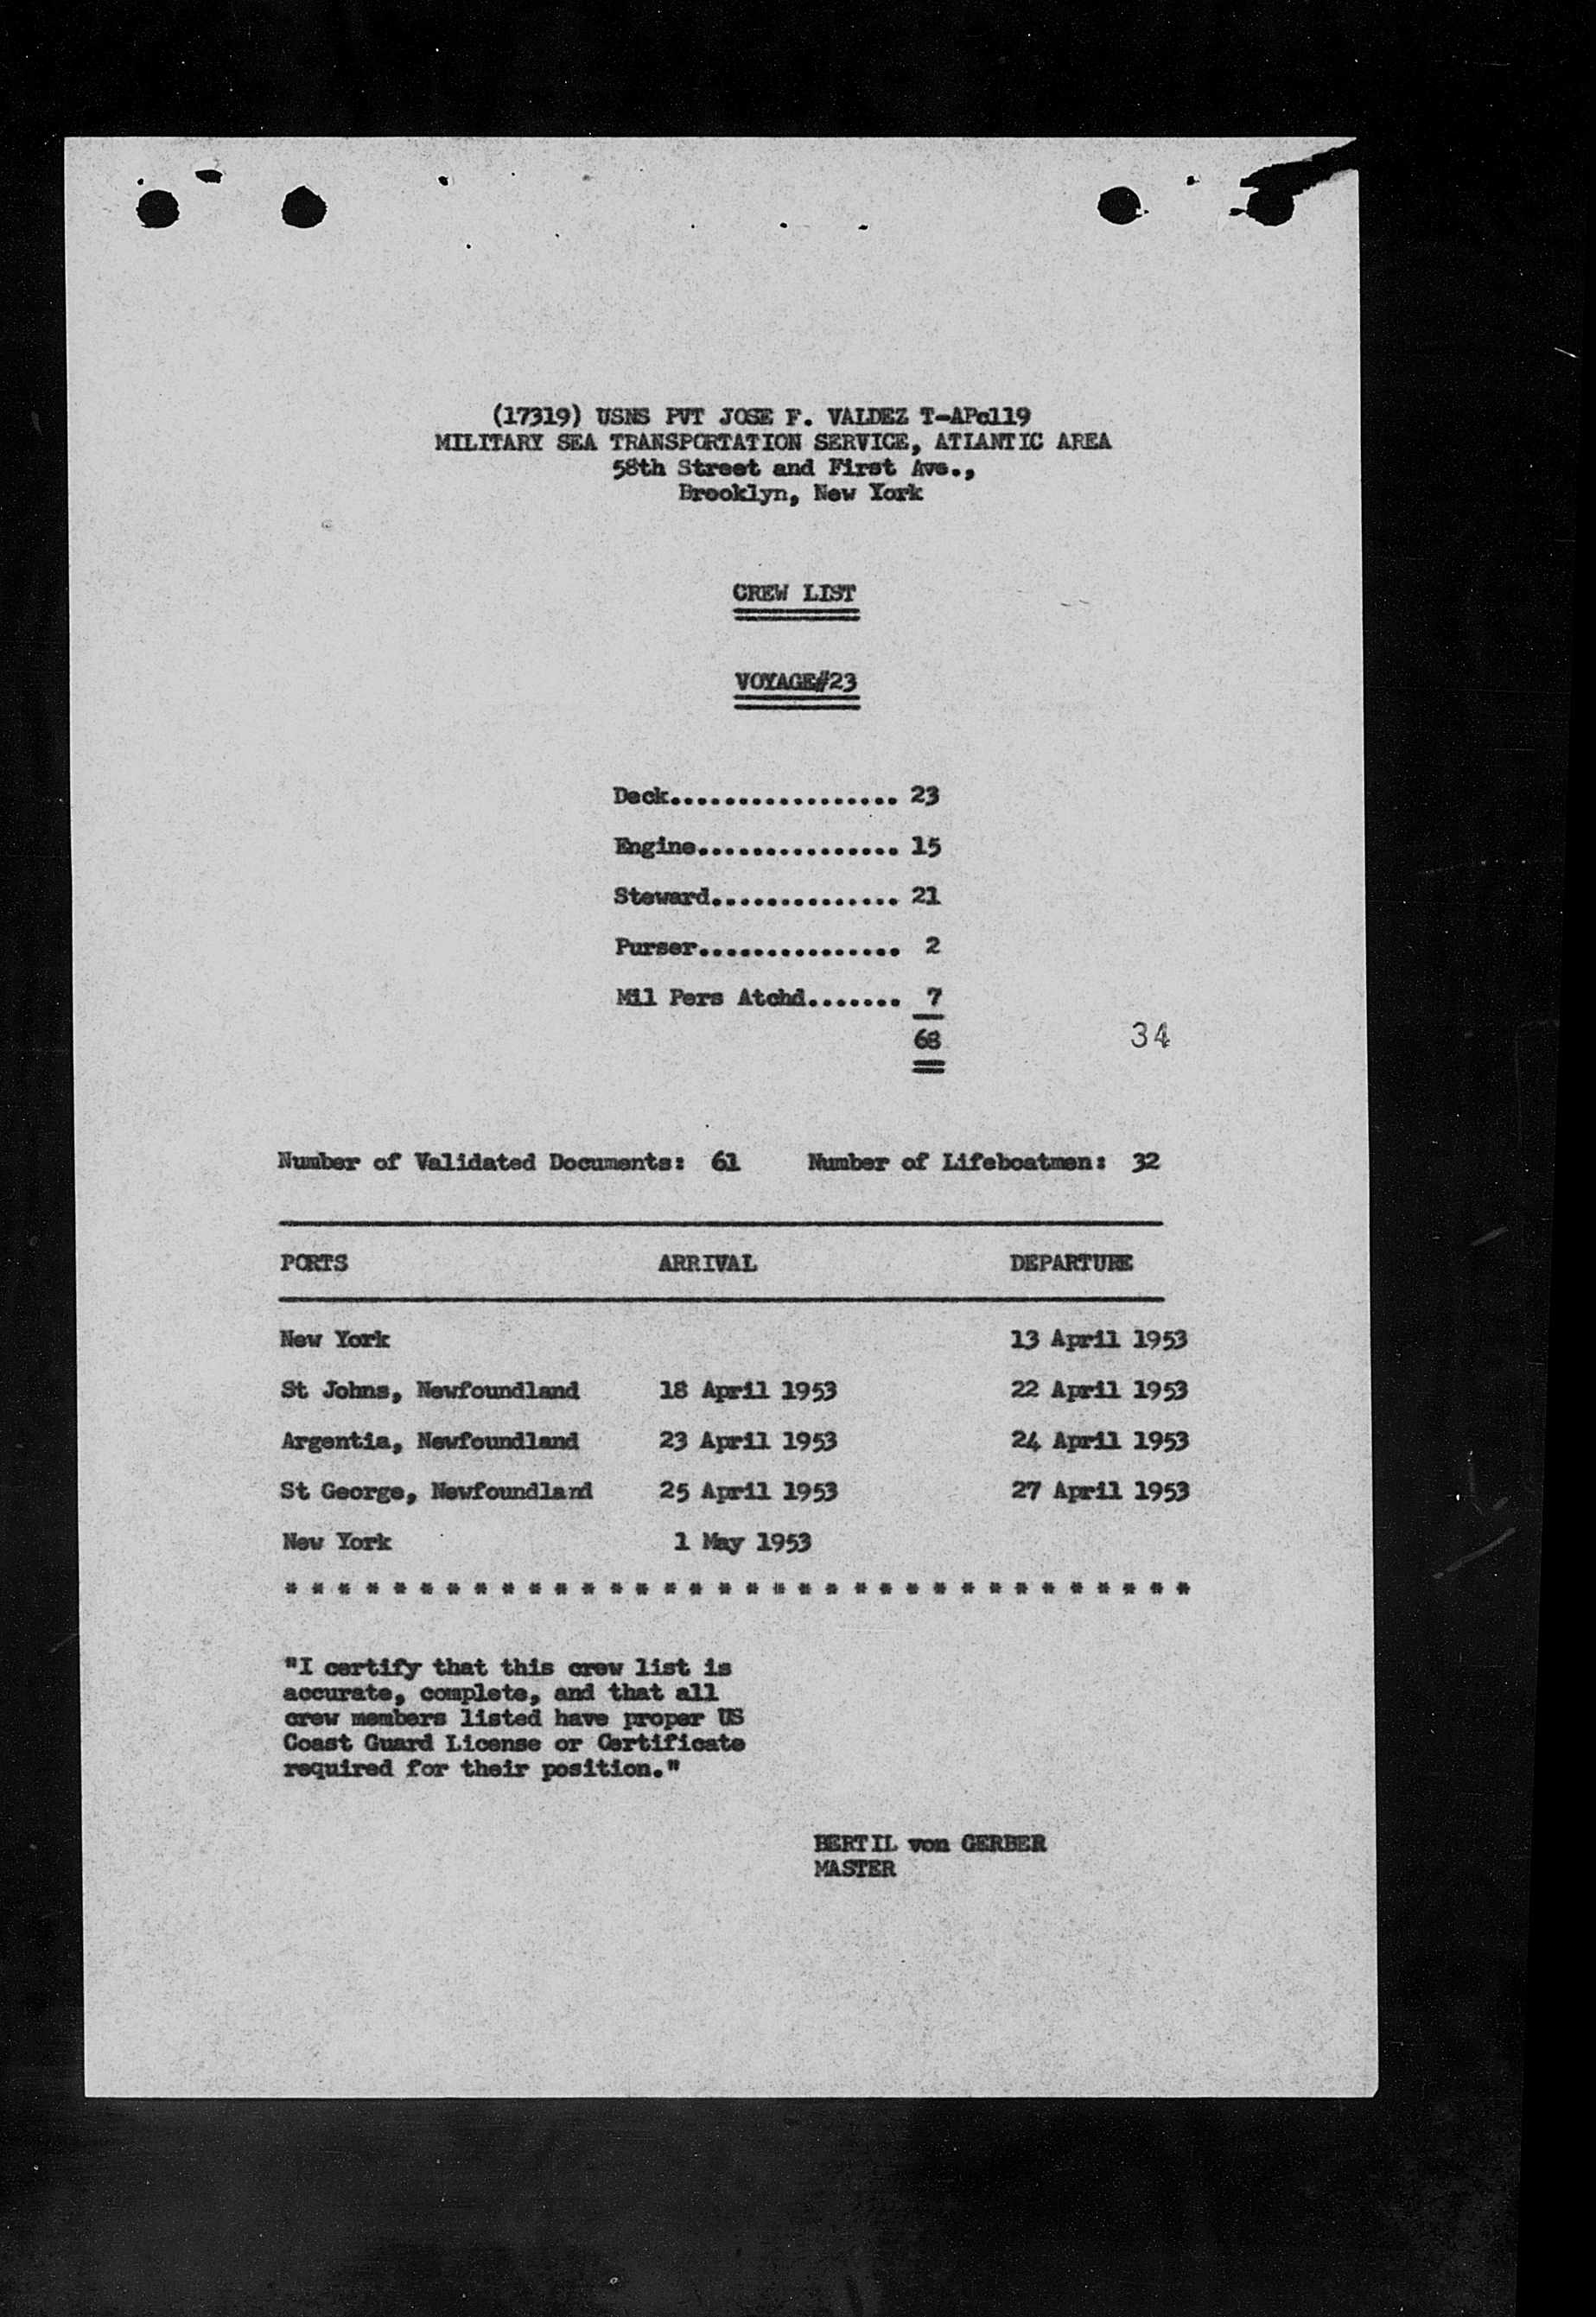 (17319) USNS PVT JOSE F. VALDEZ T-APc119
MILITARY SEA TRANSPORTATION SERVICE, ATLANTIC AREA
58th Street and First Ave.,
Brooklyn, New York
CREW LIST
VOYAGE#23
Deck................. 23
Engine............... 15
Steward.............. 21
Purser............... 2
Mil Pers Atchd....... 7
68
34
Number of Validated Documents: 61 Number of Lifeboatmen: 32
PORTS ARRIVAL DEPARTURE
New York 13 April 1953
St Johns, Newfoundland 18 April 1953 22 April 1953
Argentia, Newfoundland 23 April 1953 24 April 1953
St George, Newfoundland 25 April 1953 27 April 1953
New York 1 May 1953
* * * * * * * * * * * * * * * * * * * * * * * * * * * * * * * * * *
"I certify that this crew list is
accurate, complete, and that all
crew members listed have proper US
Coast Guard License or Certificate
required for their position."
BERTIL von GERBER
MASTER